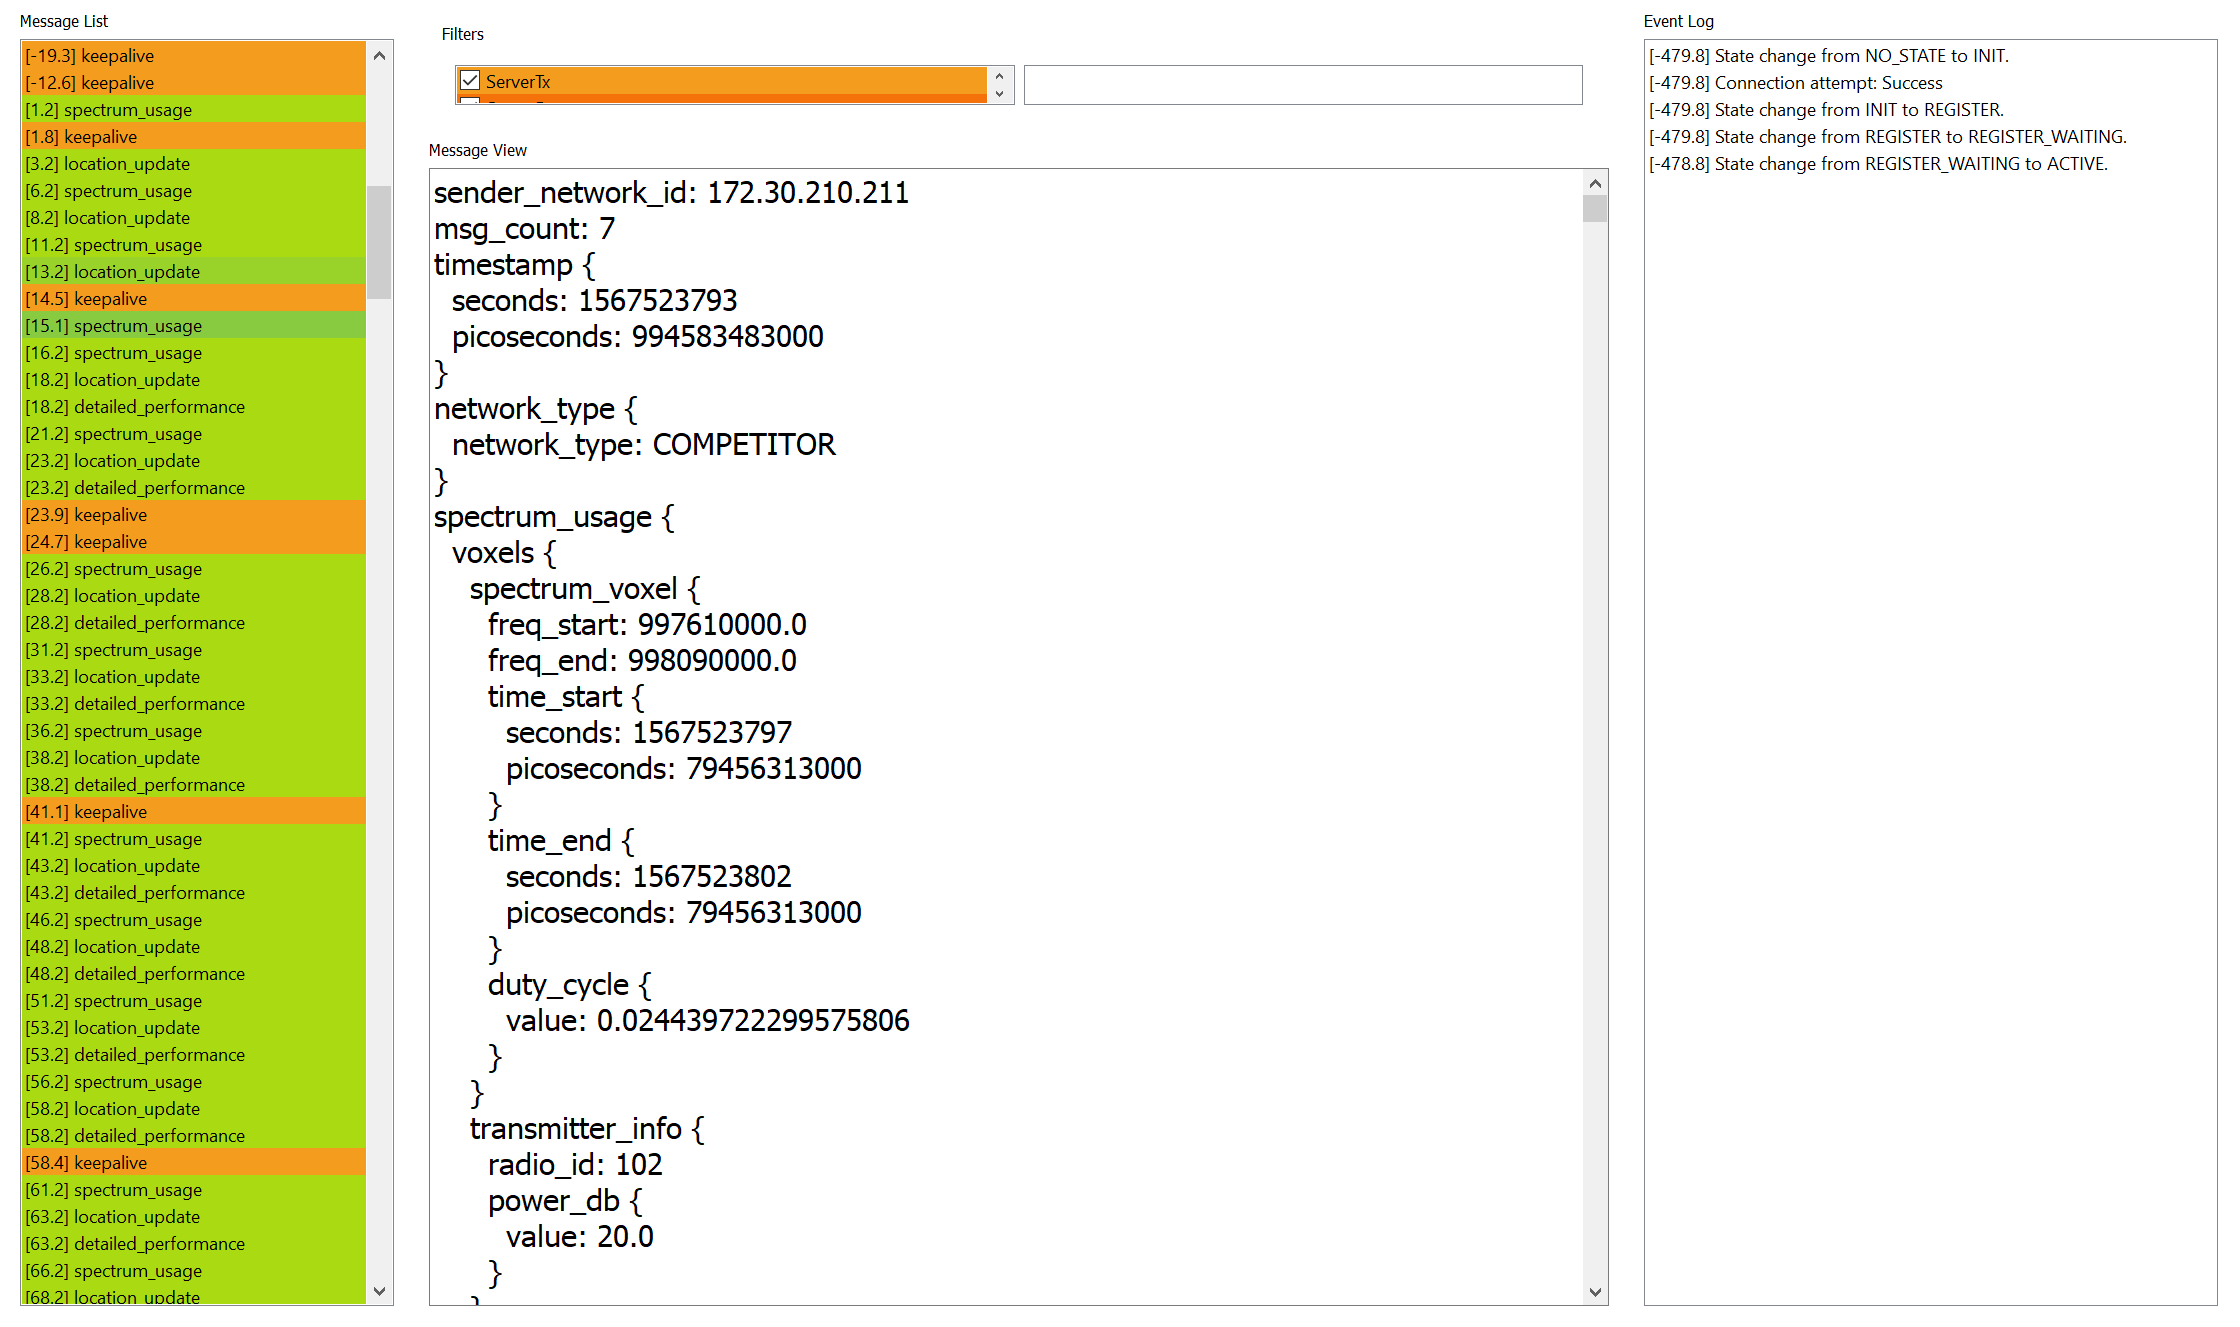 Message List
[-19.3] keepalive
[-12.6] keepalive
[1.2] spectrum_usage
[1.8] keepalive
[3.2] location_update
[6.2] spectrum_usage
[8.2] location_update
[11.2] spectrum_usage
[13.2] location_update
[14.5] keepalive
[15.1] spectrum_usage
[16.2] spectrum_usage
[18.2] location_update
[18.2] detailed_performance
[21.2] spectrum_usage
[23.2] location_update
[23.2] detailed_performance
[23.9] keepalive
[24.7] keepalive
[26.2] spectrum_usage
[28.2] location_update
[28.2] detailed_performance
[31.2] spectrum_usage
[33.2] location_update
[33.2] detailed_performance
[36.2] spectrum_usage
[38.2] location_update
[38.2] detailed_performance
[41.1] keepalive
[41.2] spectrum_usage
[43.2] location_update
[43.2] detailed_performance
[46.2] spectrum_usage
[48.2] location_update
[48.2] detailed_performance
[51.2] spectrum_usage
[53.2] location_update
[53.2] detailed_performance
[56.2] spectrum_usage
[58.2] location_update
[58.2] detailed_performance
[58.4] keepalive
[61.2] spectrum_usage
[63.2] location_update
[63.2] detailed_performance
[66.2] spectrum_usage
[68.2] location_update
Filters
ServerTx
Message View
sender_network_id: 172.30.210.211
msg_count: 7
timestamp {
seconds: 1567523793
picoseconds: 994583483000
}
network_type {
network_type: COMPETITOR
}
spectrum_usage {
voxels {
spectrum_voxel {
freq_start: 997610000.0
freq_end: 998090000.0
time_start {
seconds: 1567523797
picoseconds: 79456313000
}
time_end {
seconds: 1567523802
picoseconds: 79456313000
}
duty_cycle {
value: 0.024439722299575806
}
}
transmitter_info {
radio_id: 102
power_db {
value: 20.0
}
Event Log
[-479.8] State change from NO_STATE to INIT.
[-479.8] Connection attempt: Success
[-479.8] State change from INIT to REGISTER.
[-479.8] State change from REGISTER to REGISTER_WAITING.
[-478.8] State change from REGISTER_WAITING to ACTIVE.